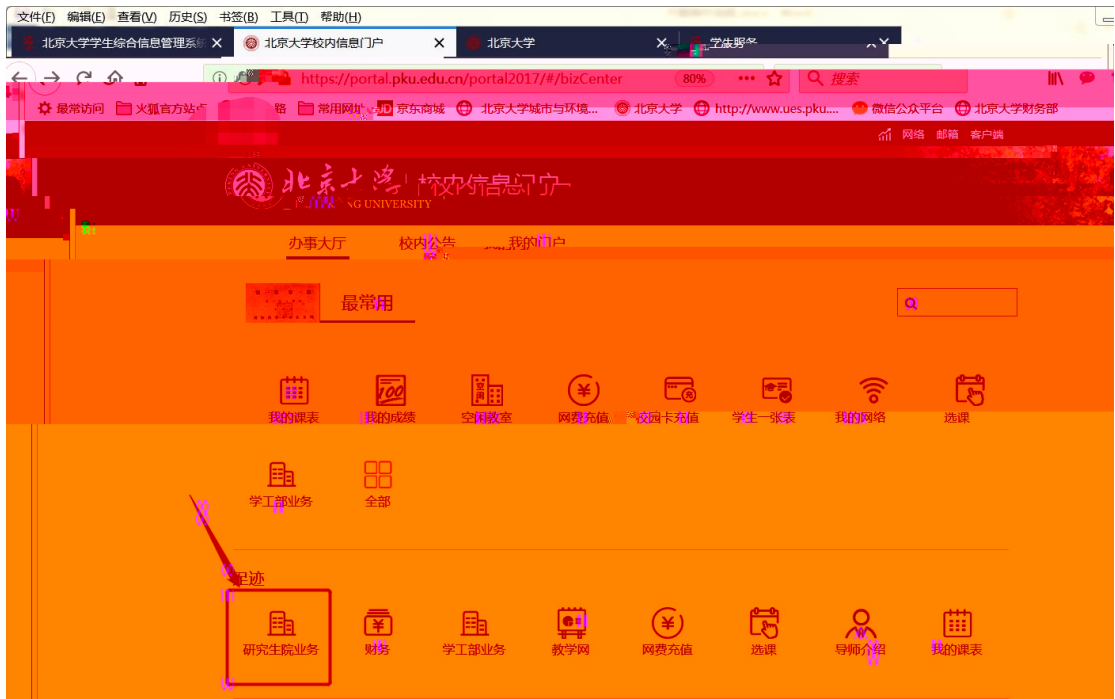 文件(F) 编辑(E) 查看(V) 历史(S) 书签(B) 工具(T) 帮助(H)
北京大学学生综合信息管理系统 北京大学校内信息门户 北京大学 学生服务
https://portal.pku.edu.cn/portal2017/#/bizCenter 80% 搜索
最常访问 火狐官方站点 常用网址 JD 京东商城 北京大学城市与环境... 北京大学 http://www.ues.pku.... 微信公众平台 北京大学财务部
网络 邮箱 客户端
北京大学 校内信息门户
UNIVERSITY
办事大厅 校内公告 我的门户
最常用
我的课表 我的成绩 空闲教室 网费充值 校园卡充值 学生一张表 我的网络 选课
学工部业务 全部
足迹
研究生院业务 财务 学工部业务 教学网 网费充值 选课 导师介绍 我的课表